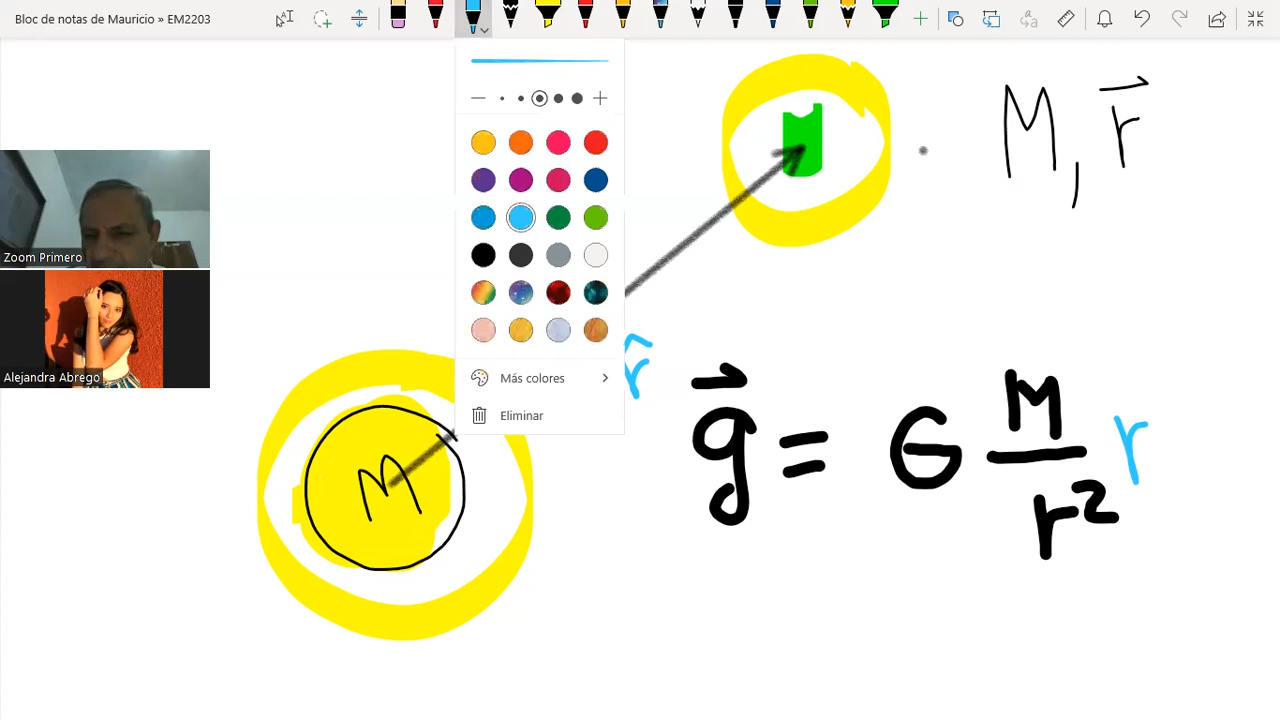 Bloc de notas de Mauricio » EM2203
M, r⃗
Zoom Primero
Alejandra Abrego
Más colores
Eliminar
r̂
M
g⃗ = G M/r² r